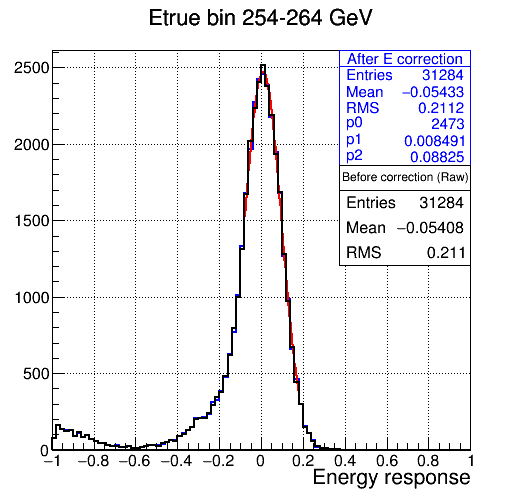 Etrue bin 254-264 GeV
After E correction
Entries 31284
Mean −0.05433
RMS 0.2112
p0 2473
p1 0.008491
p2 0.08825
Before correction (Raw)
Entries 31284
Mean −0.05408
RMS 0.211
2500
2000
1500
1000
500
0
−1 −0.8 −0.6 −0.4 −0.2 0 0.2 0.4 0.6 0.8 1
Energy response